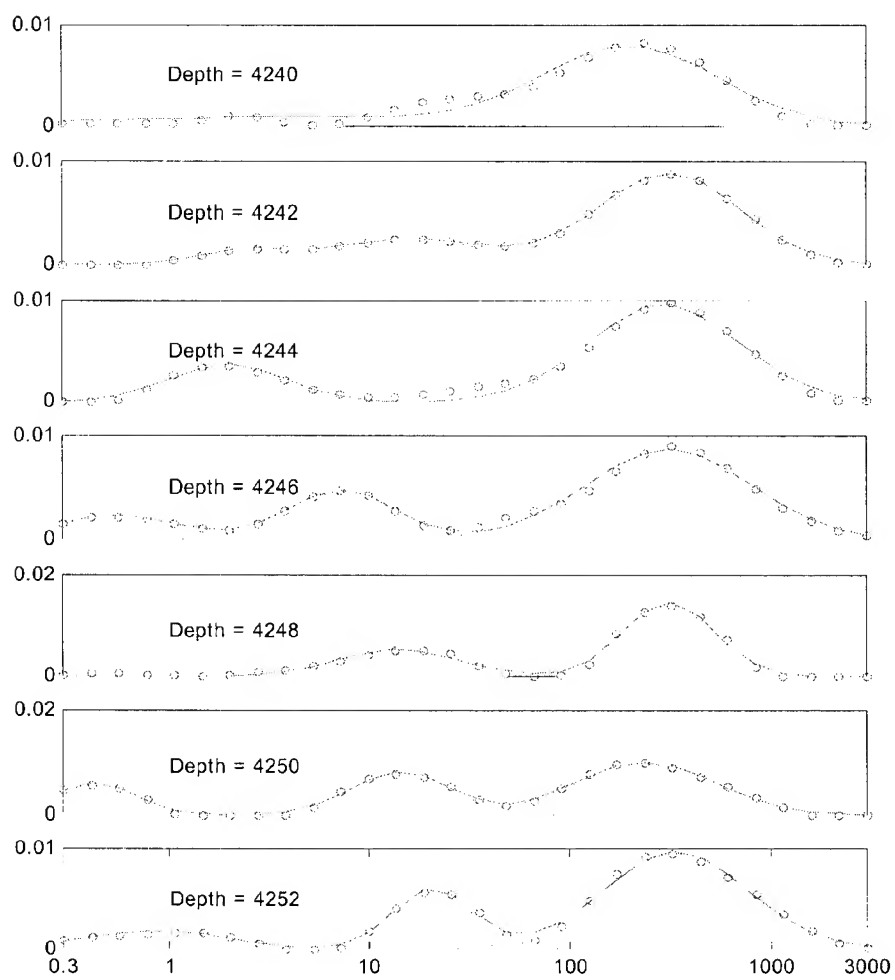 0.01
Depth = 4240
0
0.01
Depth = 4242
0
0.01
Depth = 4244
0
0.01
Depth = 4246
0
0.02
Depth = 4248
0
0.02
Depth = 4250
0
0.01
Depth = 4252
0
0.3 1 10 100 1000 3000